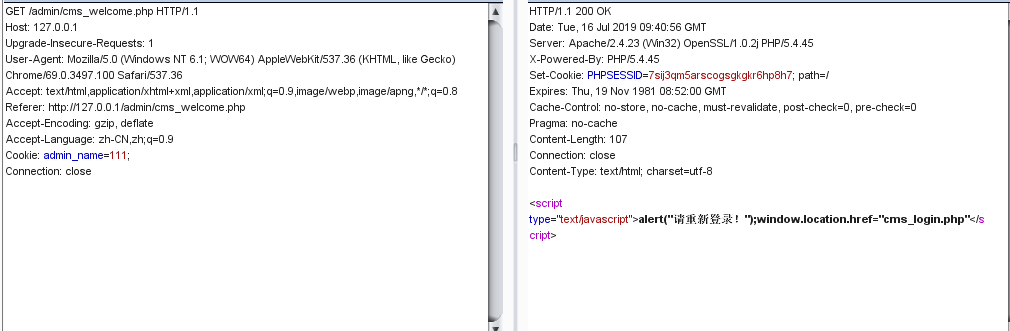 GET /admin/cms_welcome.php HTTP/1.1
Host: 127.0.0.1
Upgrade-Insecure-Requests: 1
User-Agent: Mozilla/5.0 (Windows NT 6.1; WOW64) AppleWebKit/537.36 (KHTML, like Gecko)
Chrome/69.0.3497.100 Safari/537.36
Accept: text/html,application/xhtml+xml,application/xml;q=0.9,image/webp,image/apng,*/*;q=0.8
Referer: http://127.0.0.1/admin/cms_welcome.php
Accept-Encoding: gzip, deflate
Accept-Language: zh-CN,zh;q=0.9
Cookie: admin_name=111;
Connection: close
HTTP/1.1 200 OK
Date: Tue, 16 Jul 2019 09:40:56 GMT
Server: Apache/2.4.23 (Win32) OpenSSL/1.0.2j PHP/5.4.45
X-Powered-By: PHP/5.4.45
Set-Cookie: PHPSESSID=7sij3qm5arscogsgkgkr6hp8h7; path=/
Expires: Thu, 19 Nov 1981 08:52:00 GMT
Cache-Control: no-store, no-cache, must-revalidate, post-check=0, pre-check=0
Pragma: no-cache
Content-Length: 107
Connection: close
Content-Type: text/html; charset=utf-8
<script
type="text/javascript">alert("请重新登录！");window.location.href="cms_login.php"</s
cript>